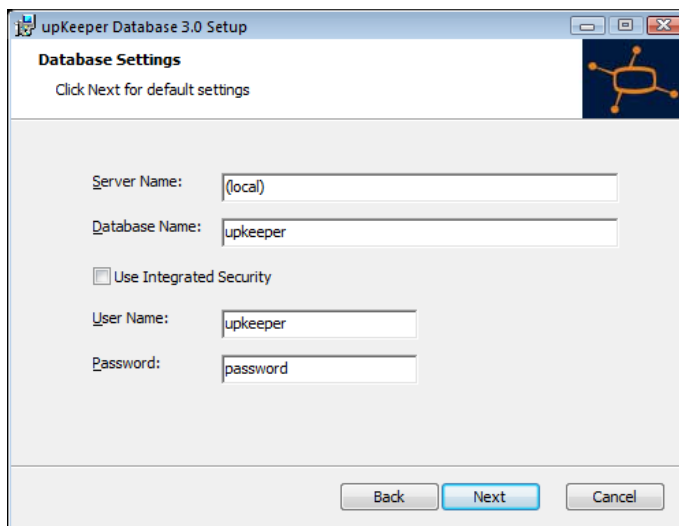 upKeeper Database 3.0 Setup
Database Settings
Click Next for default settings
Server Name: (local)
Database Name: upkeeper
Use Integrated Security
User Name: upkeeper
Password: password
Back Next Cancel